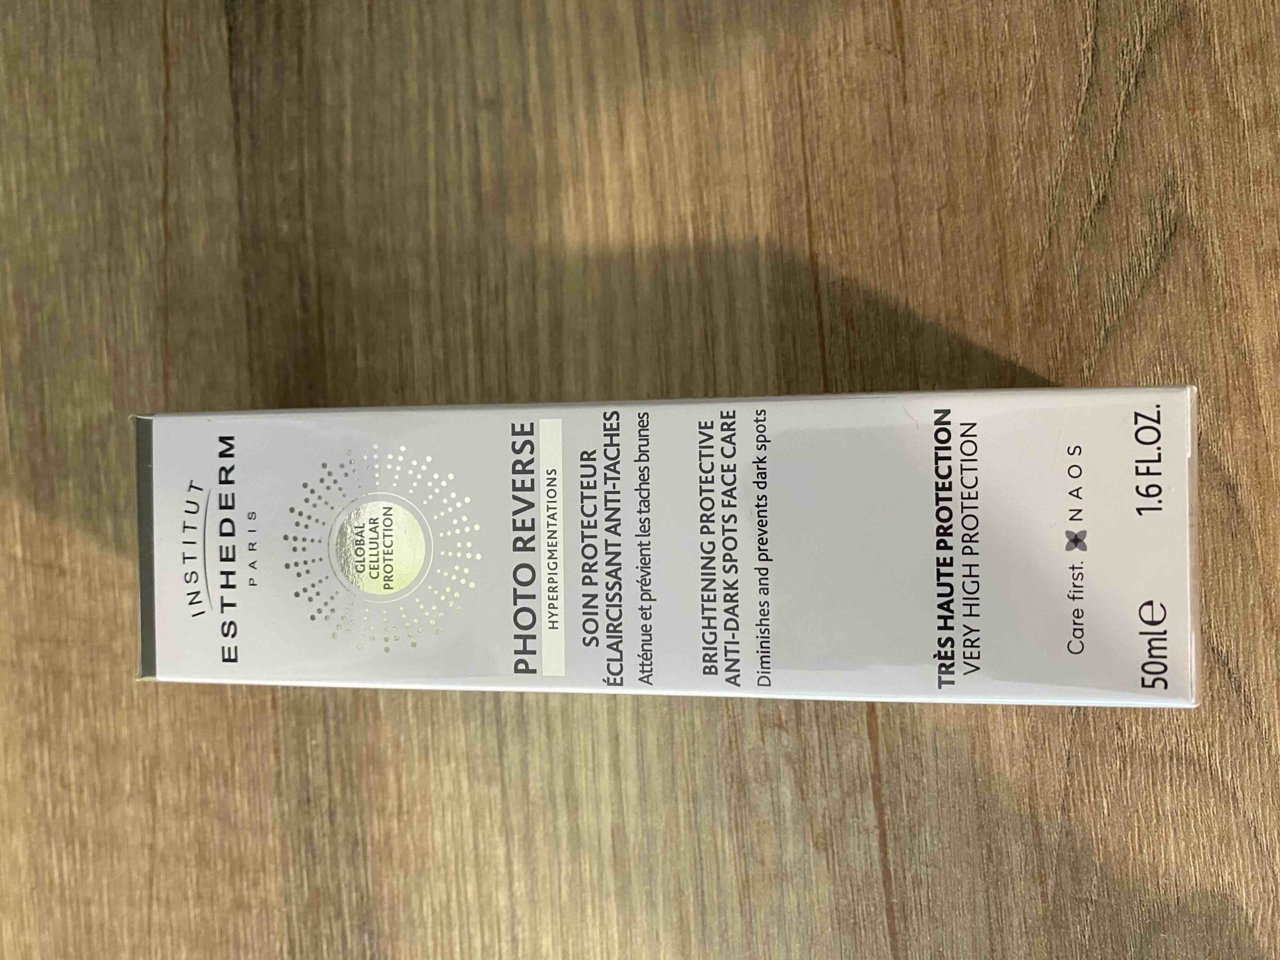 INSTITUT
ESTHEDERM
PARIS
GLOBAL
CELLULAR
PROTECTION
PHOTO REVERSE
HYPERPIGMENTATIONS
SOIN PROTECTEUR
ÉCLAIRCISSANT ANTI-TACHES
Atténue et prévient les taches brunes
BRIGHTENING PROTECTIVE
ANTI-DARK SPOTS FACE CARE
Diminishes and prevents dark spots
TRÈS HAUTE PROTECTION
VERY HIGH PROTECTION
Care first. NAOS
50ml℮ 1.6 FL.OZ.